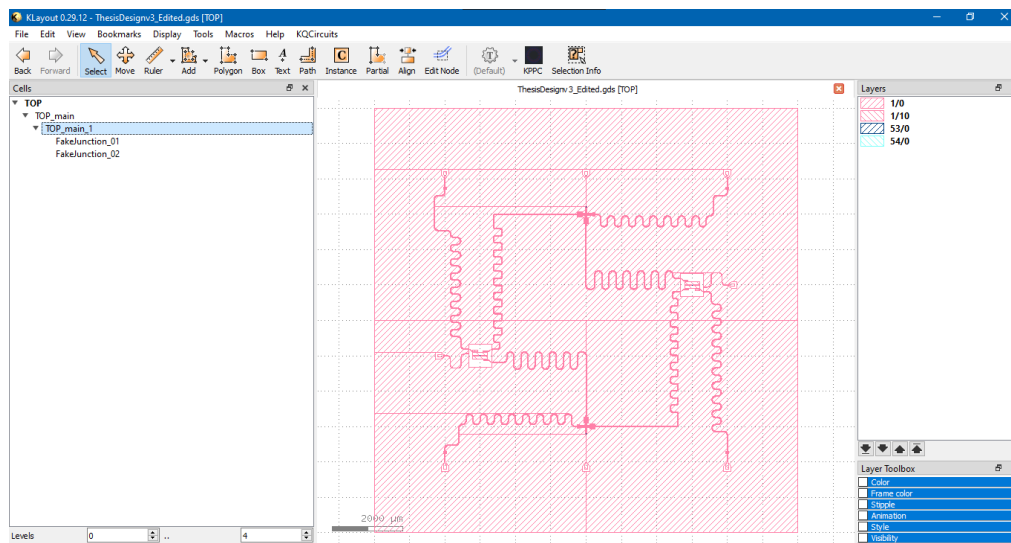 KLayout 0.29.12 - ThesisDesignv3_Edited.gds [TOP]
File Edit View Bookmarks Display Tools Macros Help KQCircuits
Back Forward Select Move Ruler Add Polygon Box Text Path Instance Partial Align Edit Node (Default) KPPC Selection Info
Cells
TOP
TOP_main
TOP_main_1
FakeJunction_01
FakeJunction_02
Levels 0 .. 4
ThesisDesignv3_Edited.gds [TOP]
2000 µm
Layers
1/0
1/10
53/0
54/0
Layer Toolbox
Color
Frame color
Stipple
Animation
Style
Visibility